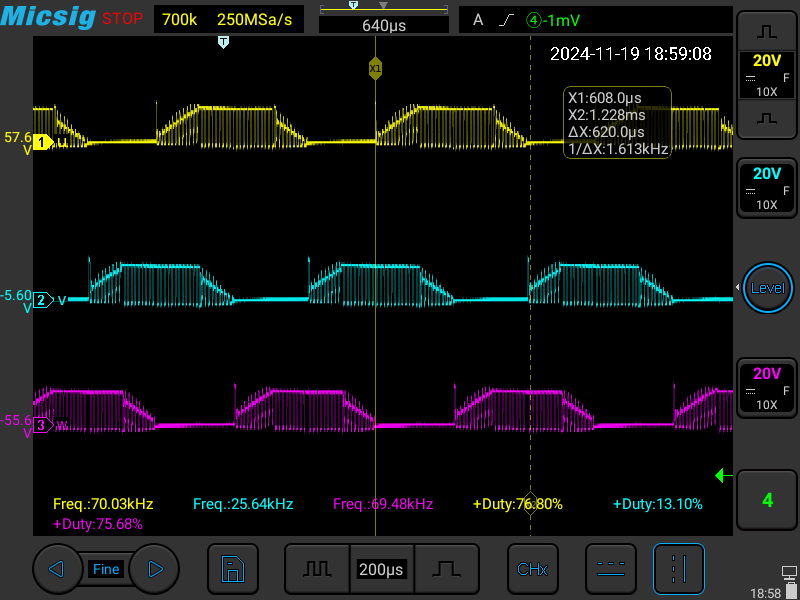 Micsig STOP 700k 250MSa/s T 640µs A 4 -1mV
T
2024-11-19 18:59:08
X1
20V
F
10X
X1:608.0µs
X2:1.228ms
ΔX:620.0µs
1/ΔX:1.613kHz
57.6
V
1 U
20V
F
10X
-5.60
V
2 V
Level
20V
F
10X
-55.6
V
3 W
Freq.:70.03kHz Freq.:25.64kHz Freq.:69.48kHz +Duty:76.80% +Duty:13.10%
+Duty:75.68%
4
Fine 200µs CHx
18:58